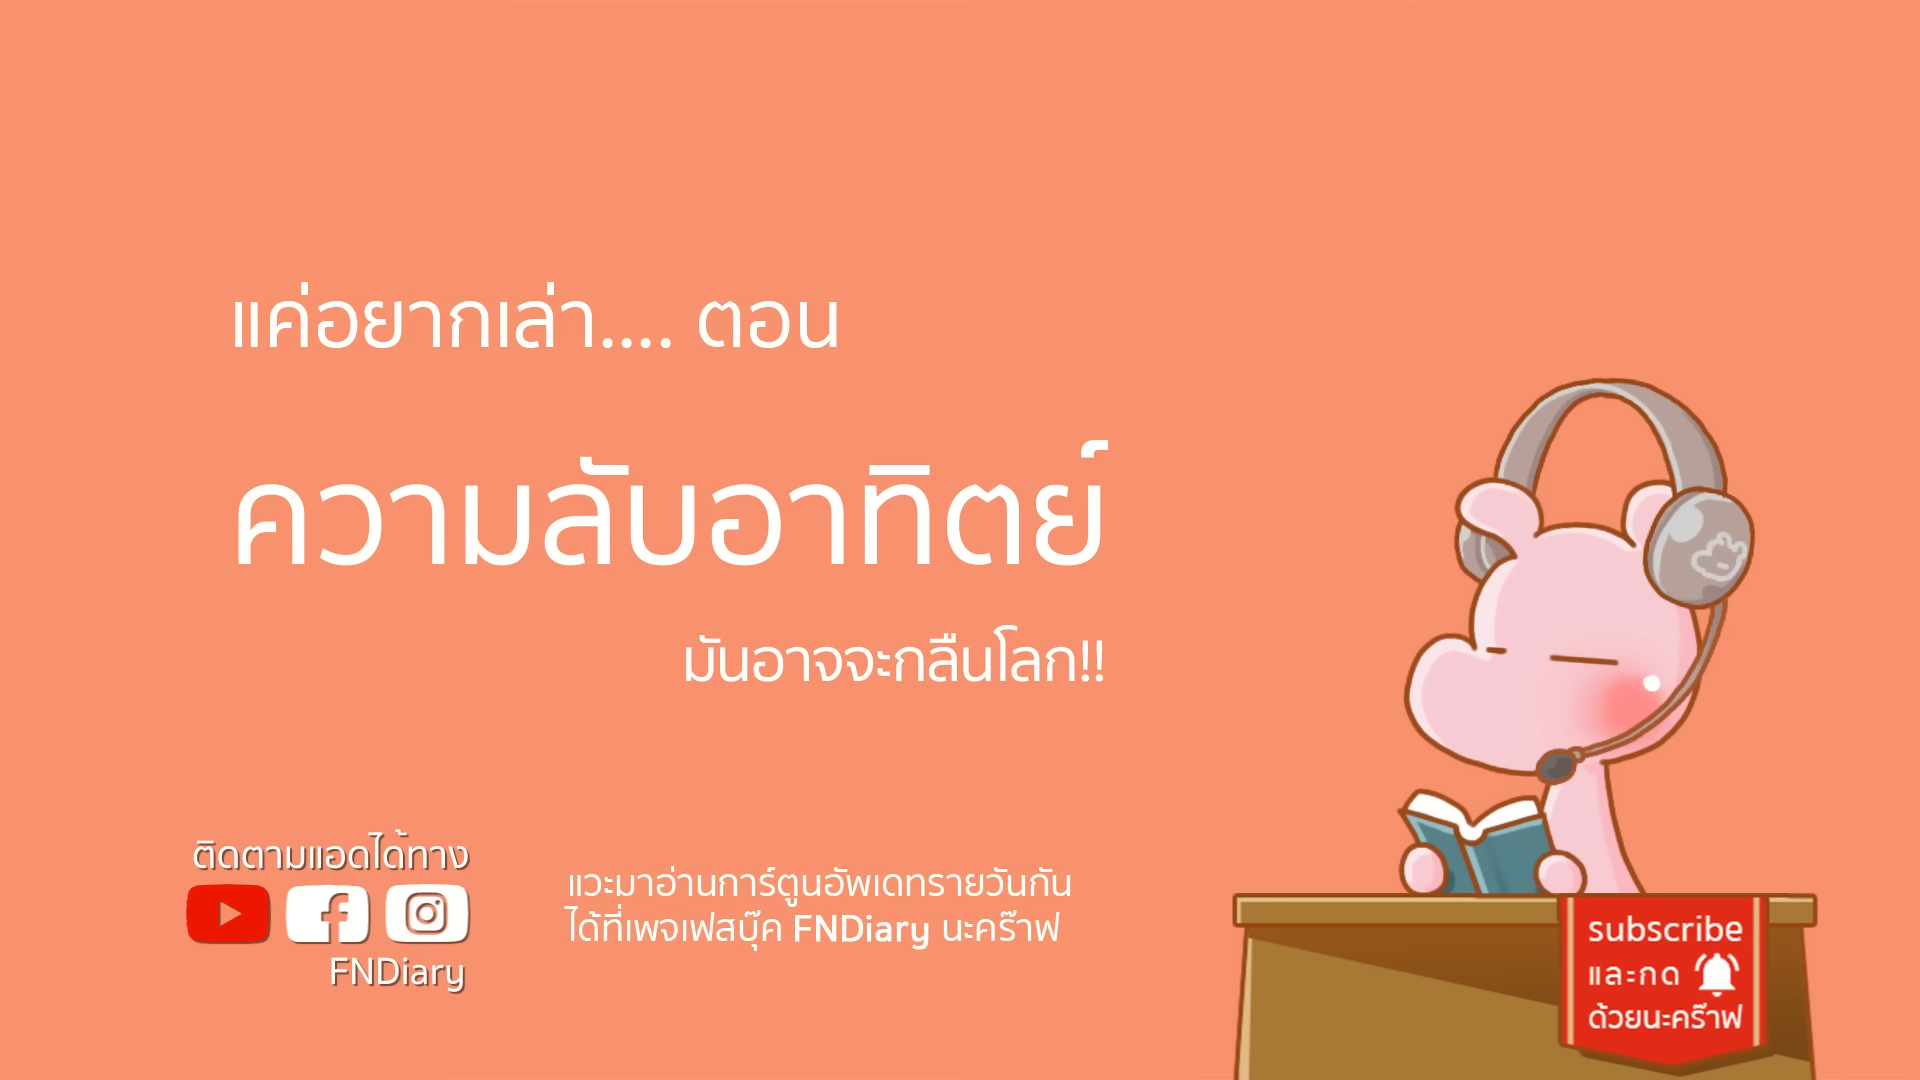 แค่อยากเล่า.... ตอน
ความลับอาทิตย์
มันอาจจะกลืนโลก!!
ติดตามแอดได้ทาง
FNDiary
แวะมาอ่านการ์ตูนอัพเดทรายวันกัน
ได้ที่เพจเฟสบุ๊ค FNDiary นะคร๊าฟ
subscribe
และกด
ด้วยนะคร๊าฟ